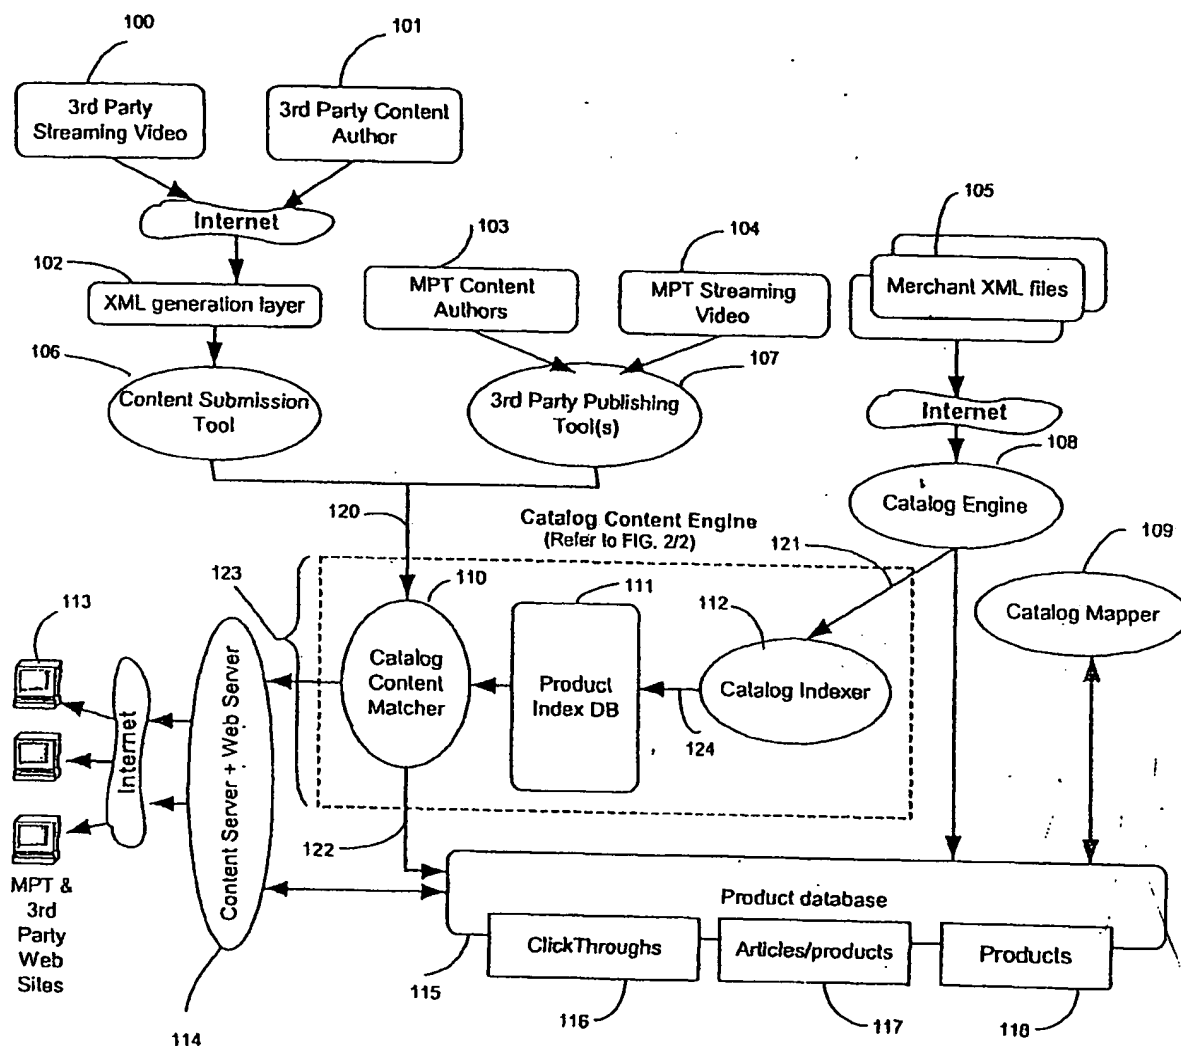 100
101
3rd Party
Streaming Video
3rd Party Content
Author
Internet
102
XML generation layer
103
104
105
MPT Content
Authors
MPT Streaming
Video
Merchant XML files
106
Content Submission
Tool
107
3rd Party Publishing
Tool(s)
Internet
108
Catalog Engine
120
Catalog Content Engine
(Refer to FIG. 2/2)
121
109
Catalog Mapper
123
110
111
112
113
Catalog
Content
Matcher
Product
Index DB
Catalog Indexer
124
Internet
Content Server + Web Server
122
MPT &
3rd
Party
Web
Sites
Product database
ClickThroughs
Articles/products
Products
115
116
117
118
114